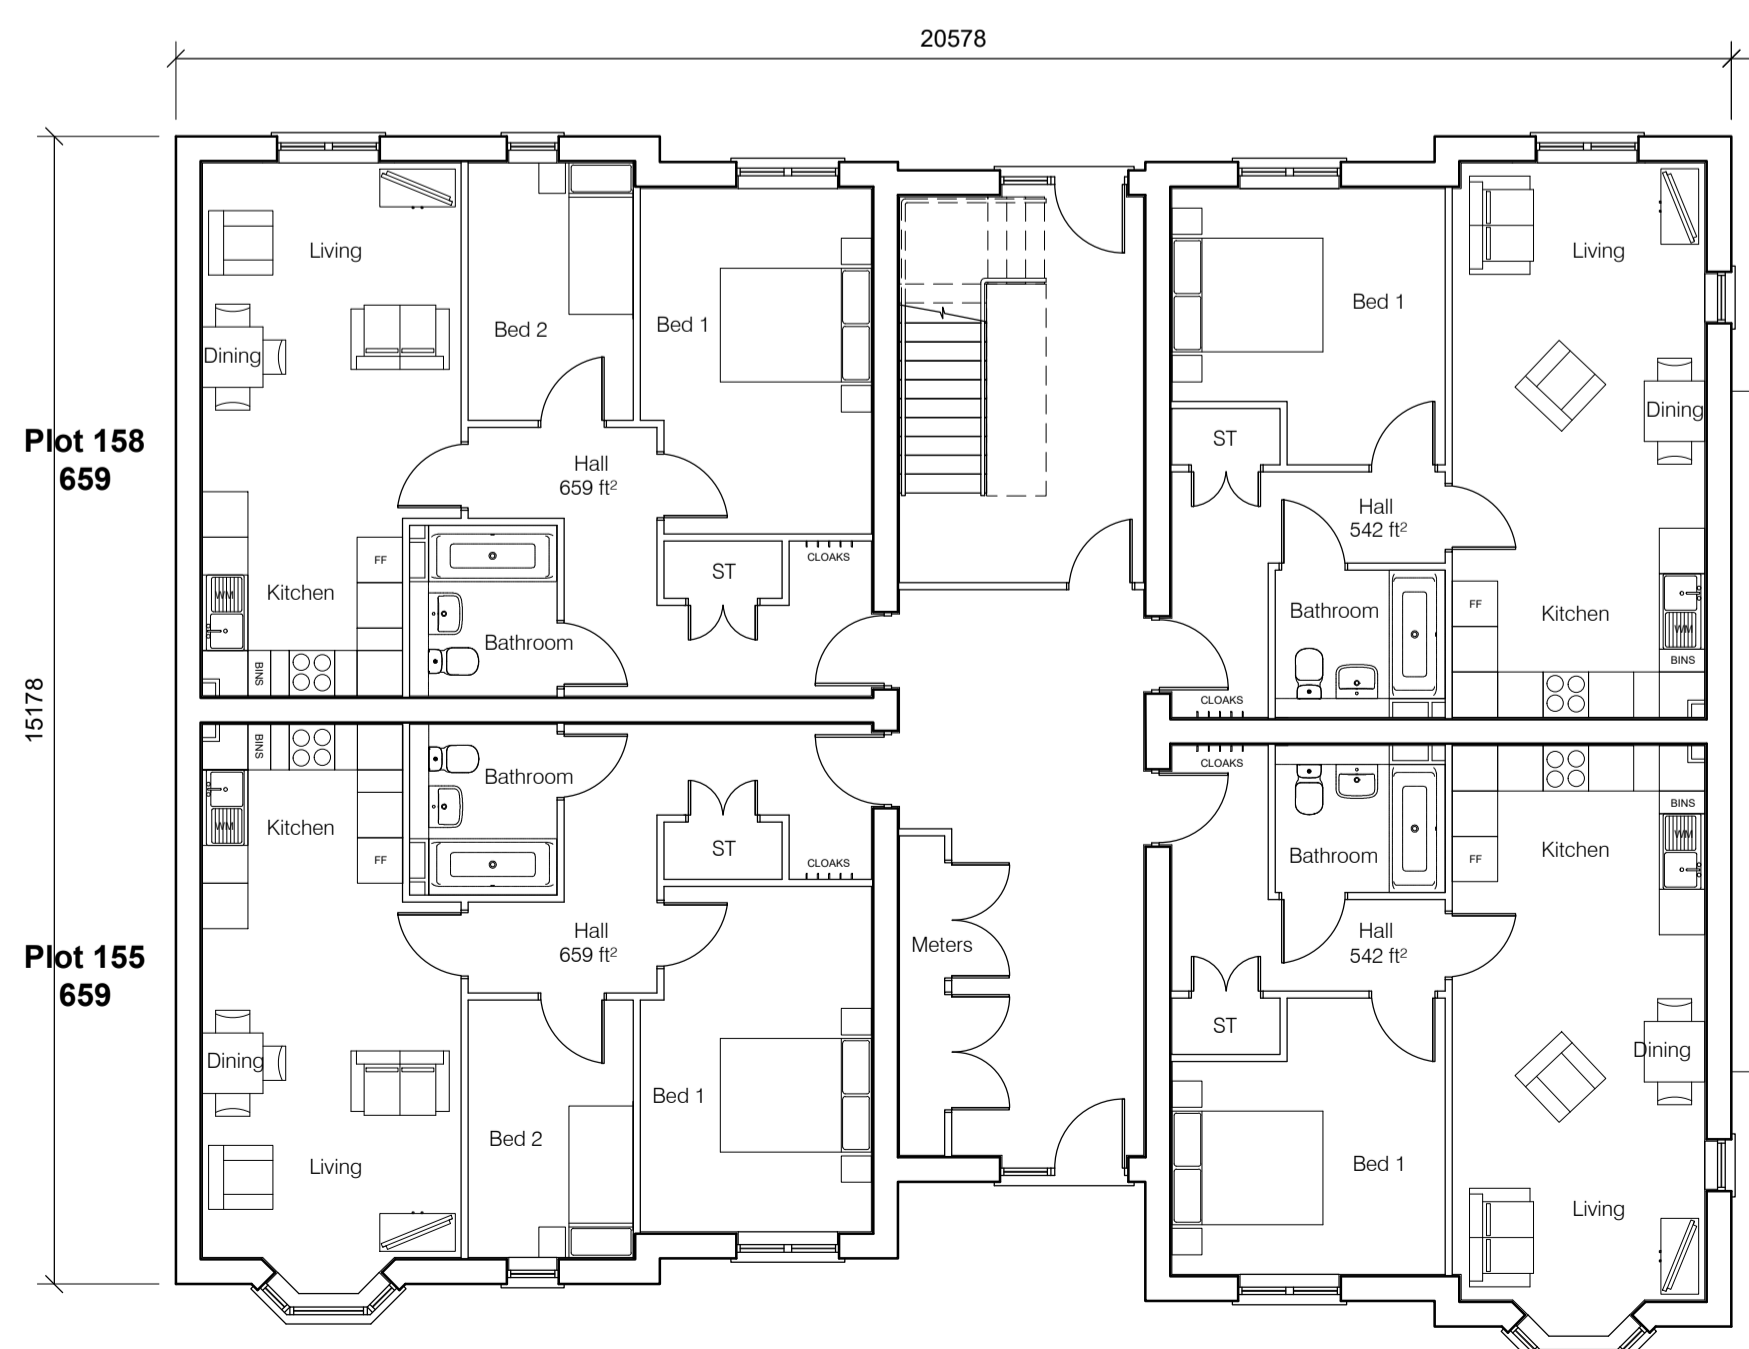 20578
15178
Plot 158
659
Living
Dining
Bed 2
Bed 1
Hall
659 ft²
FF
WM
Kitchen
BINS
Bathroom
ST
CLOAKS
Bed 1
Living
Dining
ST
Hall
542 ft²
Bathroom
FF
Kitchen
WM
BINS
CLOAKS
Plot 155
659
BINS
Bathroom
WM
Kitchen
FF
ST
CLOAKS
Hall
659 ft²
Dining
Bed 2
Bed 1
Living
Meters
CLOAKS
BINS
WM
Bathroom
FF
Kitchen
Hall
542 ft²
ST
Dining
Bed 1
Living